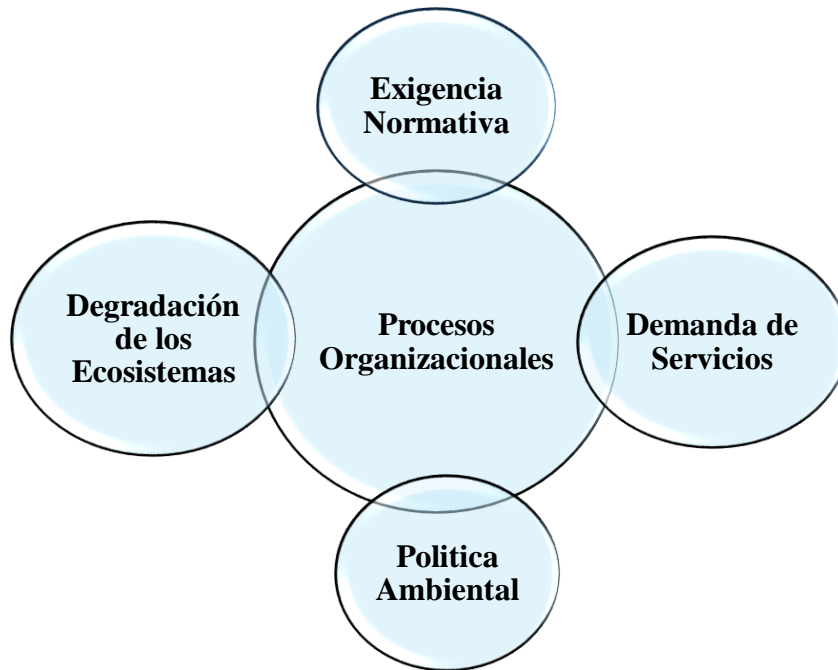 Exigencia
Normativa
Degradación
de los
Ecosistemas
Procesos
Organizacionales
Demanda de
Servicios
Politica
Ambiental